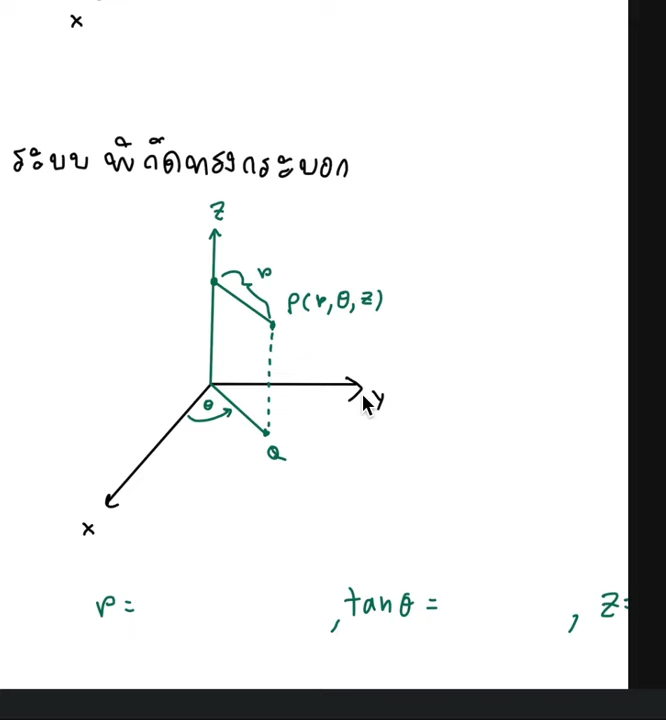 x
ระบบ พิกัดทรงกระบอก
z
r
P(r, θ, z)
y
θ
Q
x
r = , tanθ = , z =